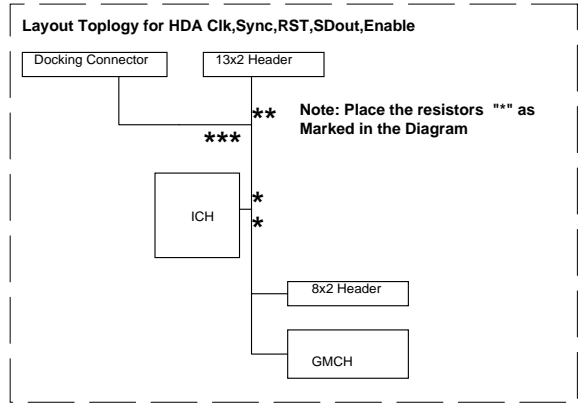 Layout Toplogy for HDA Clk,Sync,RST,SDout,Enable
Docking Connector
13x2 Header
**
Note: Place the resistors "*" as
Marked in the Diagram
***
ICH
*
*
8x2 Header
GMCH